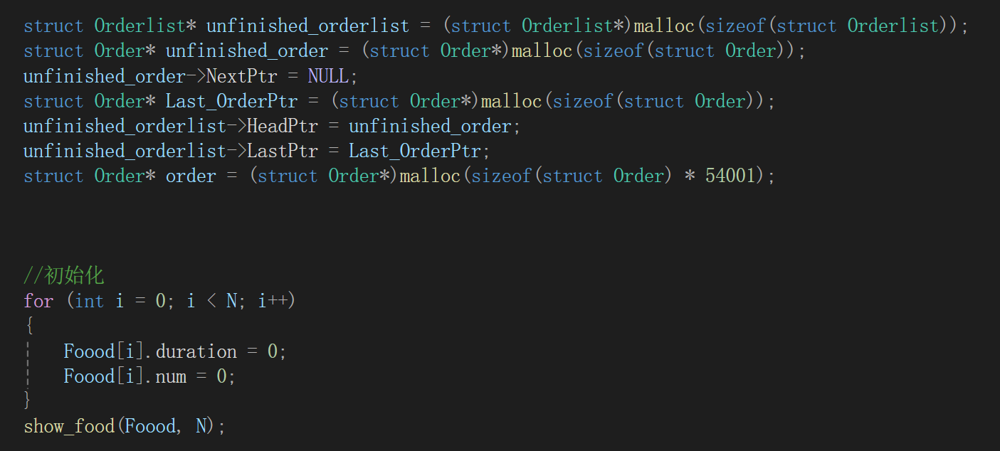 struct Orderlist* unfinished_orderlist = (struct Orderlist*)malloc(sizeof(struct Orderlist));
struct Order* unfinished_order = (struct Order*)malloc(sizeof(struct Order));
unfinished_order->NextPtr = NULL;
struct Order* Last_OrderPtr = (struct Order*)malloc(sizeof(struct Order));
unfinished_orderlist->HeadPtr = unfinished_order;
unfinished_orderlist->LastPtr = Last_OrderPtr;
struct Order* order = (struct Order*)malloc(sizeof(struct Order) * 54001);
//初始化
for (int i = 0; i < N; i++)
{
Foood[i].duration = 0;
Foood[i].num = 0;
}
show_food(Foood, N);